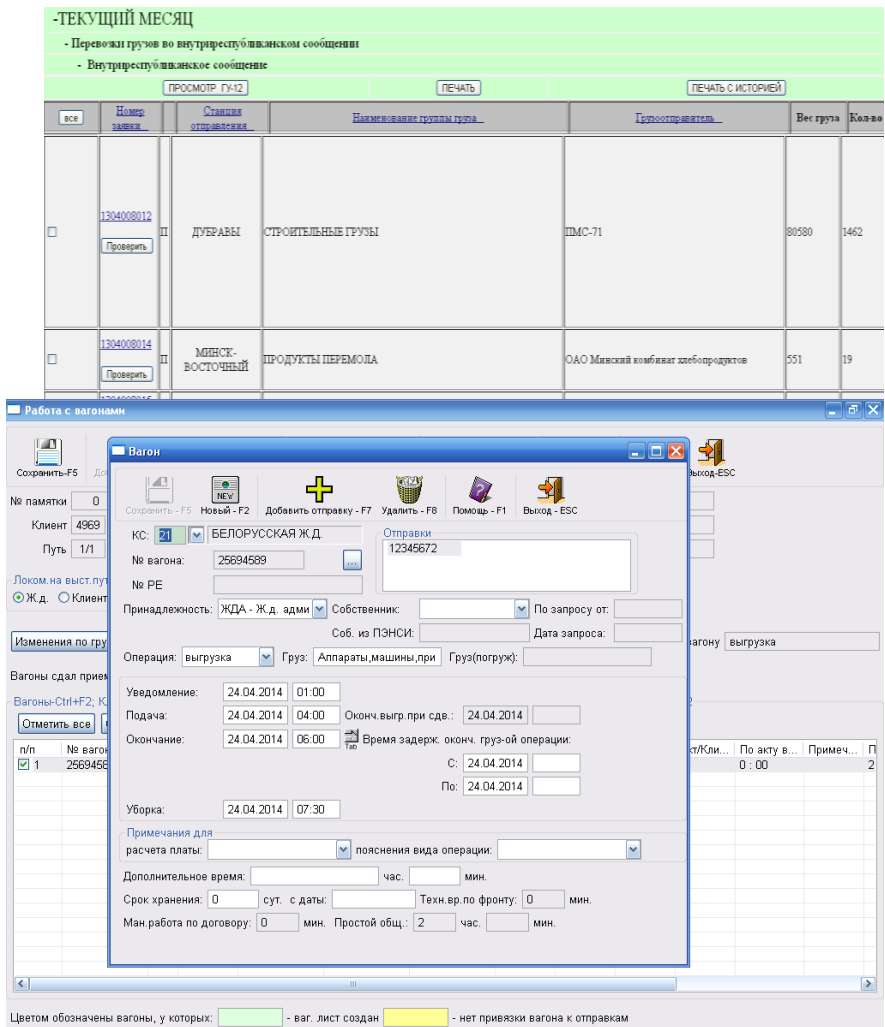 -ТЕКУЩИЙ МЕСЯЦ
- Перевозки грузов во внутриреспубликанском сообщении
- Внутриреспубликанское сообщение
ПРОСМОТР ГУ-12 ПЕЧАТЬ ПЕЧАТЬ С ИСТОРИЕЙ
все Номер заявки Станция отправления Наименование группы груза Грузоотправитель Вес груза Кол-во
1304008012 Проверить П ДУБРАВЫ СТРОИТЕЛЬНЫЕ ГРУЗЫ ПМС-71 80580 1462
1304008014 Проверить П МИНСК-ВОСТОЧНЫЙ ПРОДУКТЫ ПЕРЕМОЛА ОАО Минский комбинат хлебопродуктов 551 19
Работа с вагонами
Сохранить-F5 Выход-ESC
№ памятки 0
Клиент 4969
Путь 1/1
Локом.на выст.пут
Ж.д. Клиент
Изменения по гру вагону выгрузка
Вагоны сдал прием
Вагоны-Ctrl+F2; К
Отметить все
п/п № вагон кт/Кли... По акту в... Примеч... П
1 2569458 0 : 00 2
Вагон
Сохранить - F5 Новый - F2 Добавить отправку - F7 Удалить - F8 Помощь - F1 Выход - ESC
КС: 21 БЕЛОРУССКАЯ Ж.Д. Отправки
12345672
№ вагона: 25694589 ...
№ РЕ
Принадлежность: ЖДА - Ж.д. адми Собственник: По запросу от:
Соб. из ПЭНСИ: Дата запроса:
Операция: выгрузка Груз: Аппараты,машины,при Груз(погруж):
Уведомление: 24.04.2014 01:00
Подача: 24.04.2014 04:00 Оконч.выгр.при сдв.: 24.04.2014
Окончание: 24.04.2014 06:00 Tab Время задерж. оконч. груз-ой операции:
С: 24.04.2014
По: 24.04.2014
Уборка: 24.04.2014 07:30
Примечания для
расчета платы: пояснения вида операции:
Дополнительное время: час. мин.
Срок хранения: 0 сут. с даты: Техн.вр.по фронту: 0 мин.
Ман.работа по договору: 0 мин. Простой общ.: 2 час. мин.
Цветом обозначены вагоны, у которых: - ваг. лист создан - нет привязки вагона к отправкам